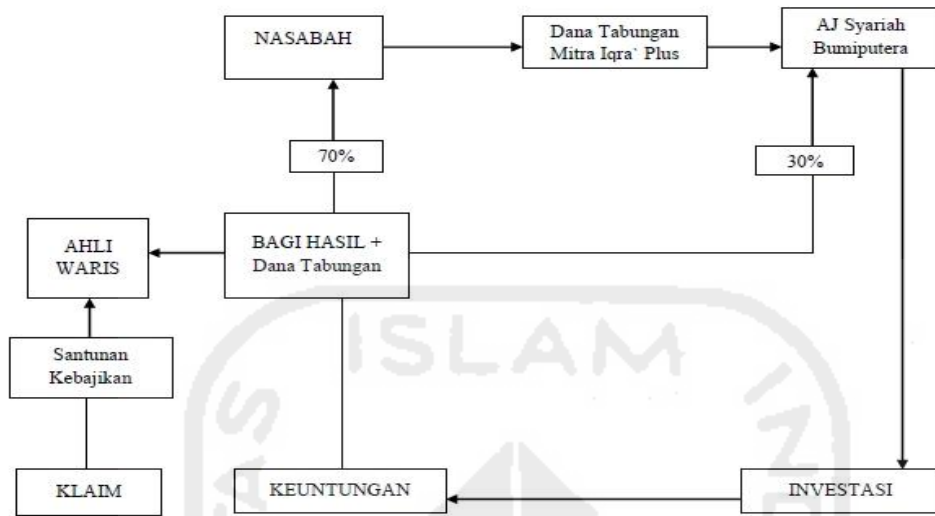 NASABAH
Dana Tabungan
Mitra Iqra` Plus
AJ Syariah
Bumiputera
70%
30%
AHLI
WARIS
BAGI HASIL +
Dana Tabungan
Santunan
Kebajikan
KLAIM
KEUNTUNGAN
INVESTASI
ISLAM